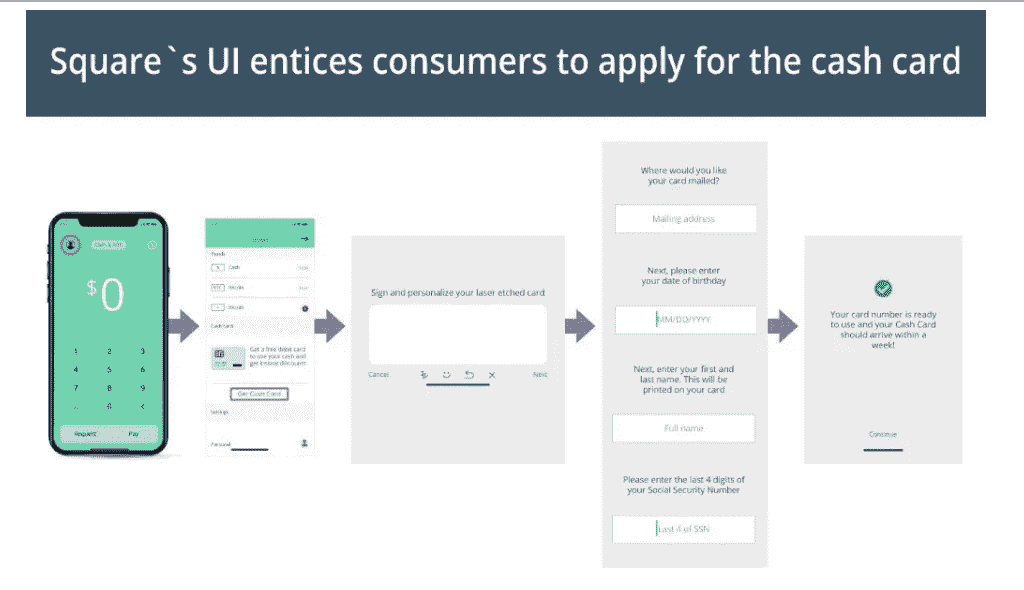 Square`s UI entices consumers to apply for the cash card
$0
1 2 3
4 5 6
7 8 9
0 <
Request Pay
Funds
Cash
Cash card
Get a free debit card
to use your cash and
get instant discounts
Get Cash Card
Settings
Personal
Sign and personalize your laser etched card
Cancel Next
Where would you like
your card mailed?
Mailing address
Next, please enter
your date of birthday
MM/DD/YYYY
Next, enter your first and
last name. This will be
printed on your card
Full name
Please enter the last 4 digits of
your Social Security Number
Last 4 of SSN
Your card number is ready
to use and your Cash Card
should arrive within a
week!
Continue